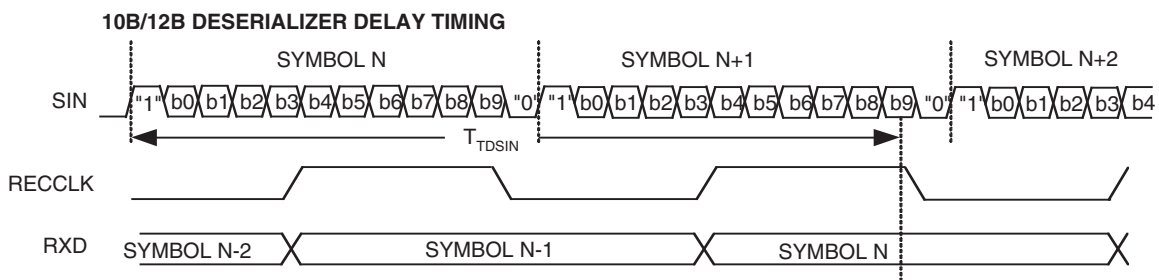 10B/12B DESERIALIZER DELAY TIMING
SYMBOL N SYMBOL N+1 SYMBOL N+2
SIN "1" b0 b1 b2 b3 b4 b5 b6 b7 b8 b9 "0" "1" b0 b1 b2 b3 b4 b5 b6 b7 b8 b9 "0" "1" b0 b1 b2 b3 b4
TTDSIN
RECCLK
RXD SYMBOL N-2 SYMBOL N-1 SYMBOL N